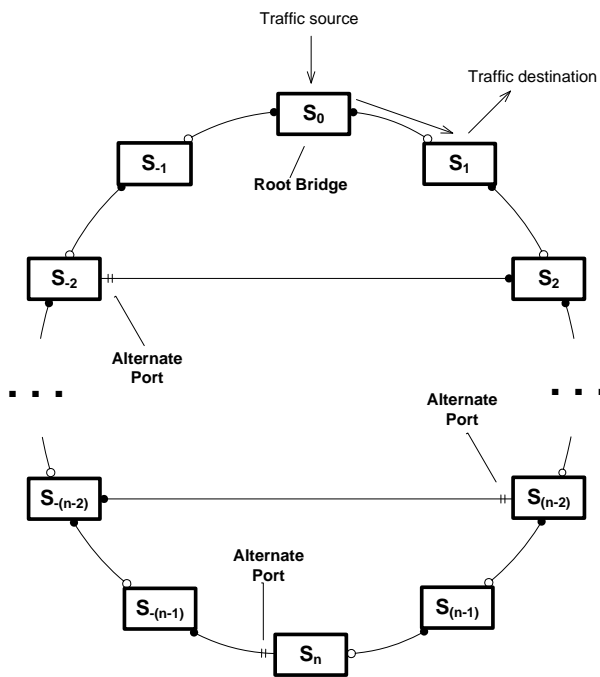 Traffic source
Traffic destination
S0
S-1
S1
Root Bridge
S-2
S2
Alternate
Port
. . .
. . .
Alternate
Port
S-(n-2)
S(n-2)
Alternate
Port
S-(n-1)
S(n-1)
Sn